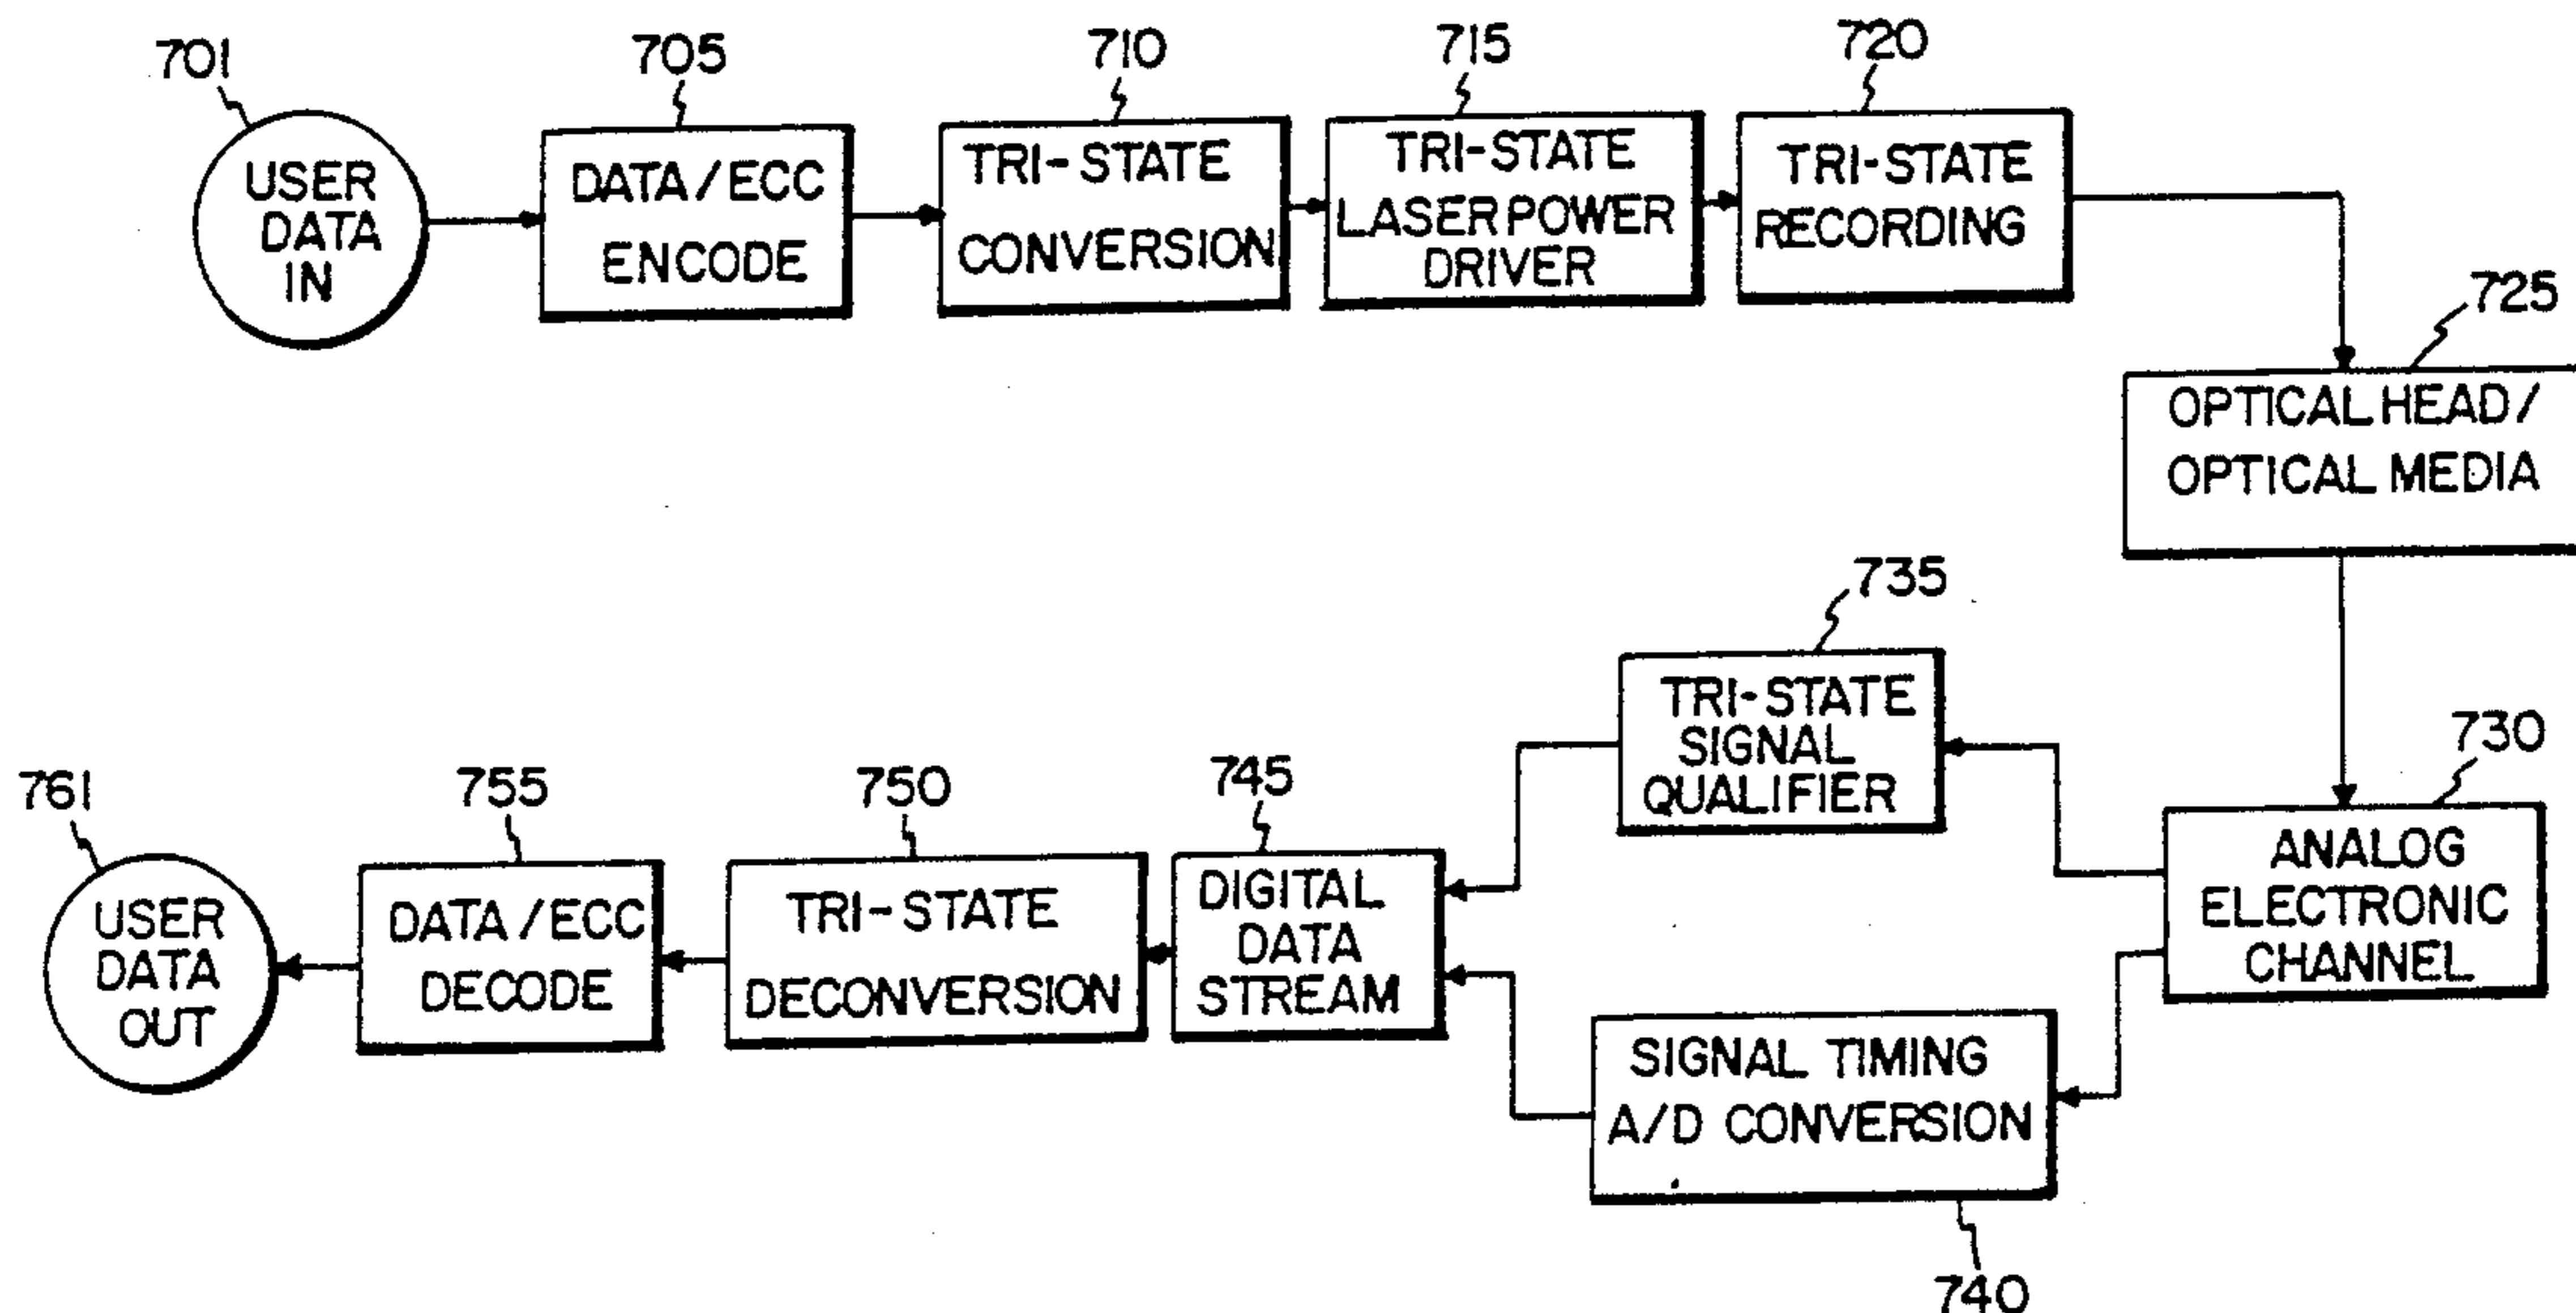 701
USER
DATA
IN
705
DATA/ECC
ENCODE
710
TRI-STATE
CONVERSION
715
TRI-STATE
LASER POWER
DRIVER
720
TRI-STATE
RECORDING
725
OPTICAL HEAD/
OPTICAL MEDIA
730
ANALOG
ELECTRONIC
CHANNEL
735
TRI-STATE
SIGNAL
QUALIFIER
740
SIGNAL TIMING
A/D CONVERSION
745
DIGITAL
DATA
STREAM
750
TRI-STATE
DECONVERSION
755
DATA/ECC
DECODE
761
USER
DATA
OUT